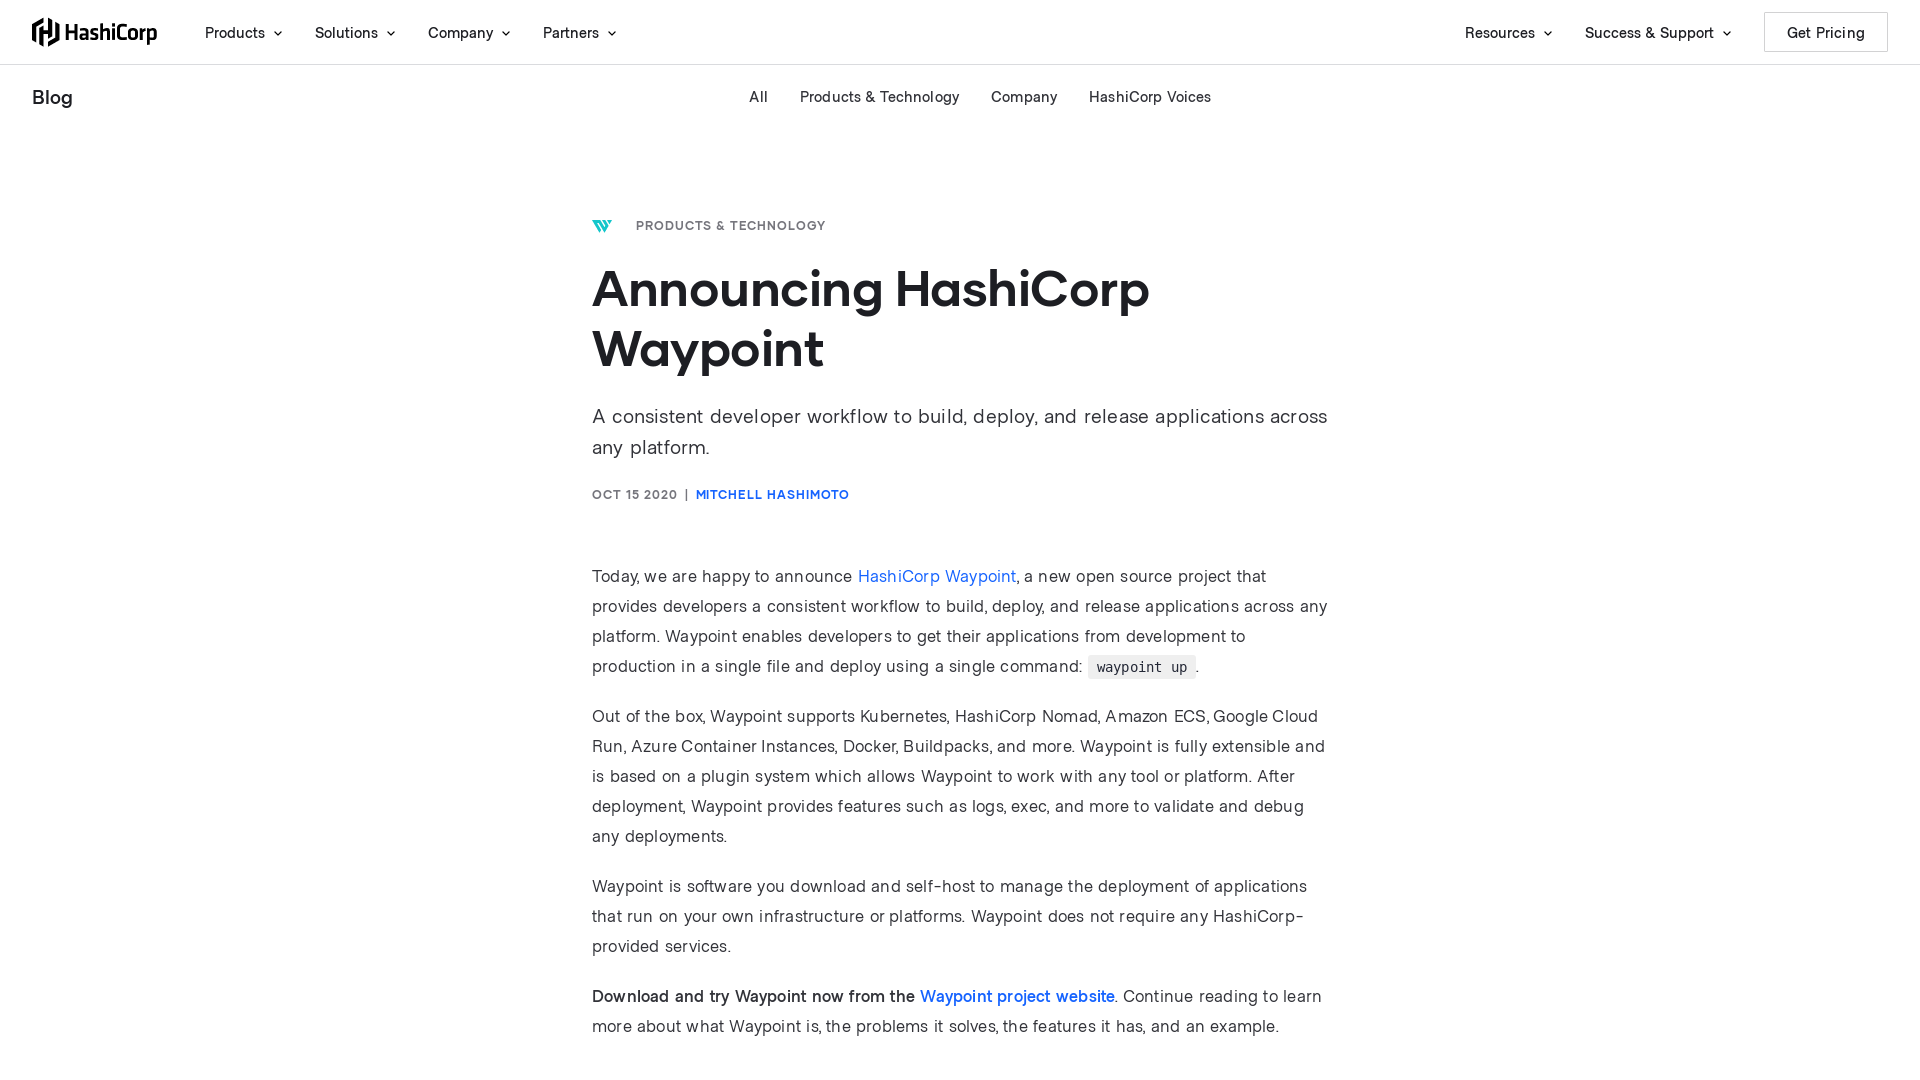 HashiCorp Products Solutions Company Partners Resources Success & Support Get Pricing
Blog All Products & Technology Company HashiCorp Voices
PRODUCTS & TECHNOLOGY
Announcing HashiCorp
Waypoint
A consistent developer workflow to build, deploy, and release applications across
any platform.
OCT 15 2020 | MITCHELL HASHIMOTO
Today, we are happy to announce HashiCorp Waypoint, a new open source project that
provides developers a consistent workflow to build, deploy, and release applications across any
platform. Waypoint enables developers to get their applications from development to
production in a single file and deploy using a single command: waypoint up.
Out of the box, Waypoint supports Kubernetes, HashiCorp Nomad, Amazon ECS, Google Cloud
Run, Azure Container Instances, Docker, Buildpacks, and more. Waypoint is fully extensible and
is based on a plugin system which allows Waypoint to work with any tool or platform. After
deployment, Waypoint provides features such as logs, exec, and more to validate and debug
any deployments.
Waypoint is software you download and self-host to manage the deployment of applications
that run on your own infrastructure or platforms. Waypoint does not require any HashiCorp-
provided services.
Download and try Waypoint now from the Waypoint project website. Continue reading to learn
more about what Waypoint is, the problems it solves, the features it has, and an example.